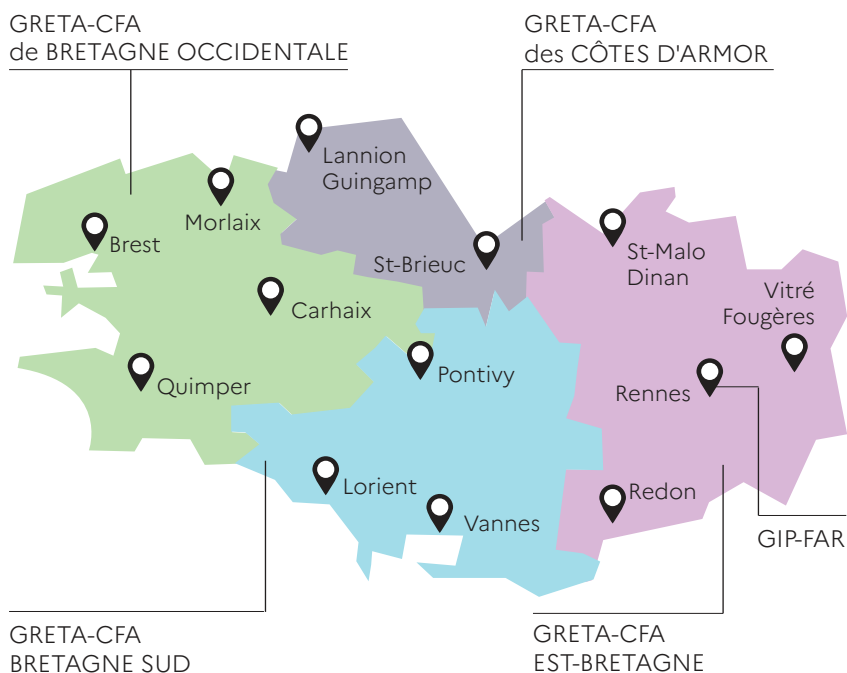 GRETA-CFA
de BRETAGNE OCCIDENTALE
GRETA-CFA
des CÔTES D'ARMOR
Lannion
Guingamp
Morlaix
Brest
St-Brieuc
St-Malo
Dinan
Vitré
Fougères
Carhaix
Quimper
Pontivy
Rennes
Lorient
Vannes
Redon
GIP-FAR
GRETA-CFA
BRETAGNE SUD
GRETA-CFA
EST-BRETAGNE